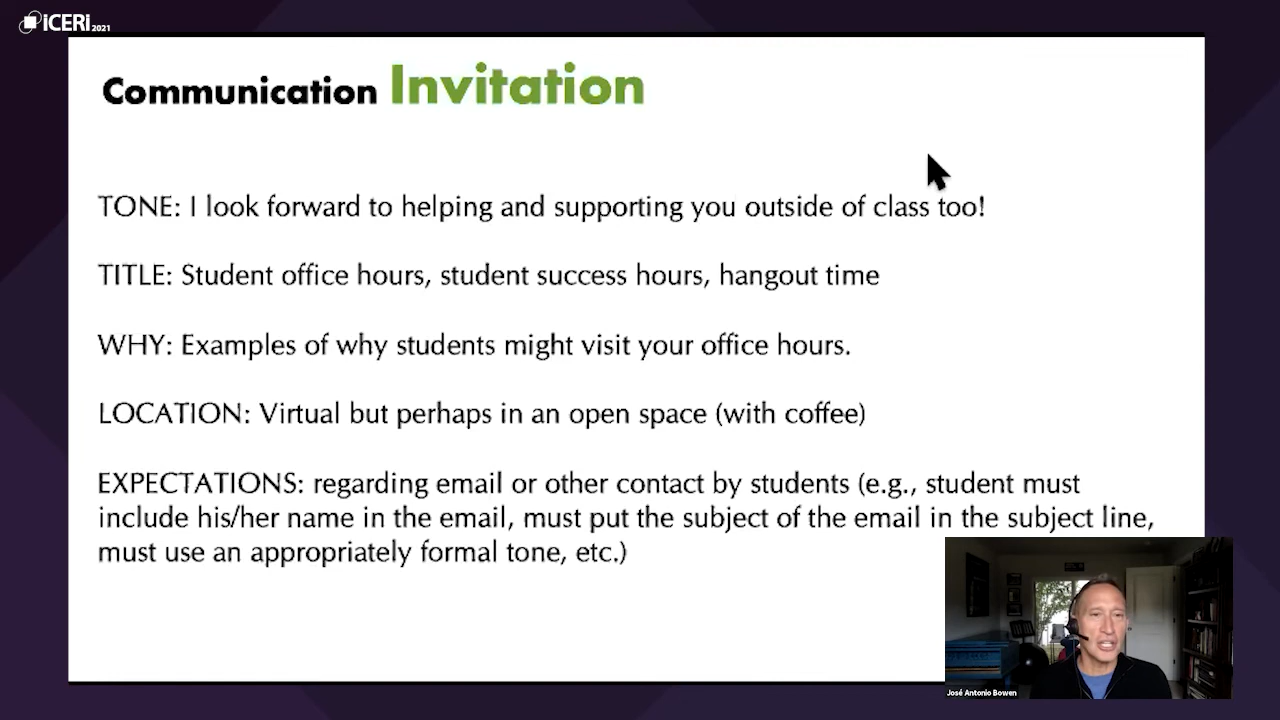 iCERi2021
Communication Invitation
TONE: I look forward to helping and supporting you outside of class too!
TITLE: Student office hours, student success hours, hangout time
WHY: Examples of why students might visit your office hours.
LOCATION: Virtual but perhaps in an open space (with coffee)
EXPECTATIONS: regarding email or other contact by students (e.g., student must
include his/her name in the email, must put the subject of the email in the subject line,
must use an appropriately formal tone, etc.)
José Antonio Bowen